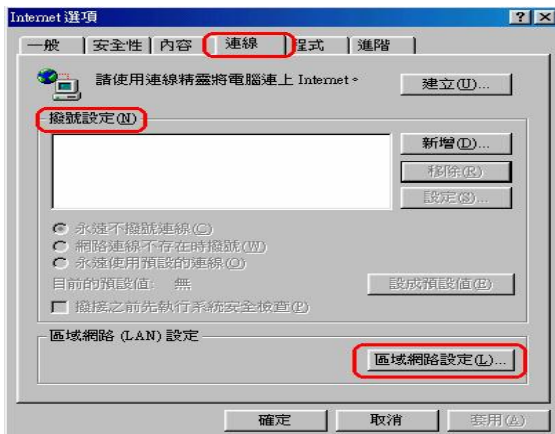 Internet 選項
一般 安全性 內容 連線 程式 進階
請使用連線精靈將電腦連上 Internet。
建立(U)...
撥號設定(N)
新增(D)...
移除(R)
設定(S)...
永遠不撥號連線(C)
網路連線不存在時撥號(W)
永遠使用預設的連線(O)
目前的預設值: 無
設成預設值(E)
撥接之前先執行系統安全檢查(P)
區域網路 (LAN) 設定
區域網路設定(L)...
確定 取消 套用(A)